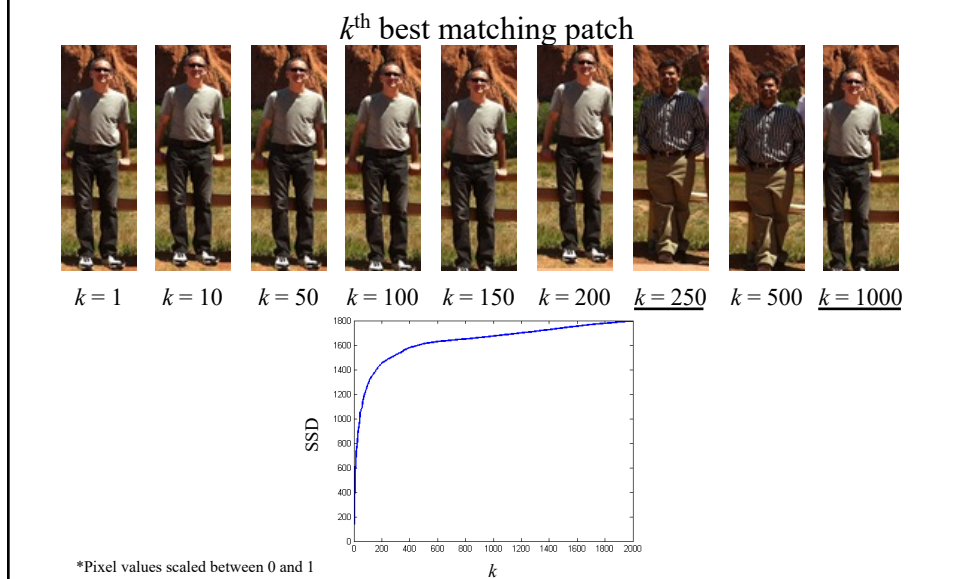 kth best matching patch
k = 1 k = 10 k = 50 k = 100 k = 150 k = 200 k = 250 k = 500 k = 1000
1800
1600
1400
1200
1000
800
600
400
200
0
SSD
0 200 400 600 800 1000 1200 1400 1600 1800 2000
k
*Pixel values scaled between 0 and 1